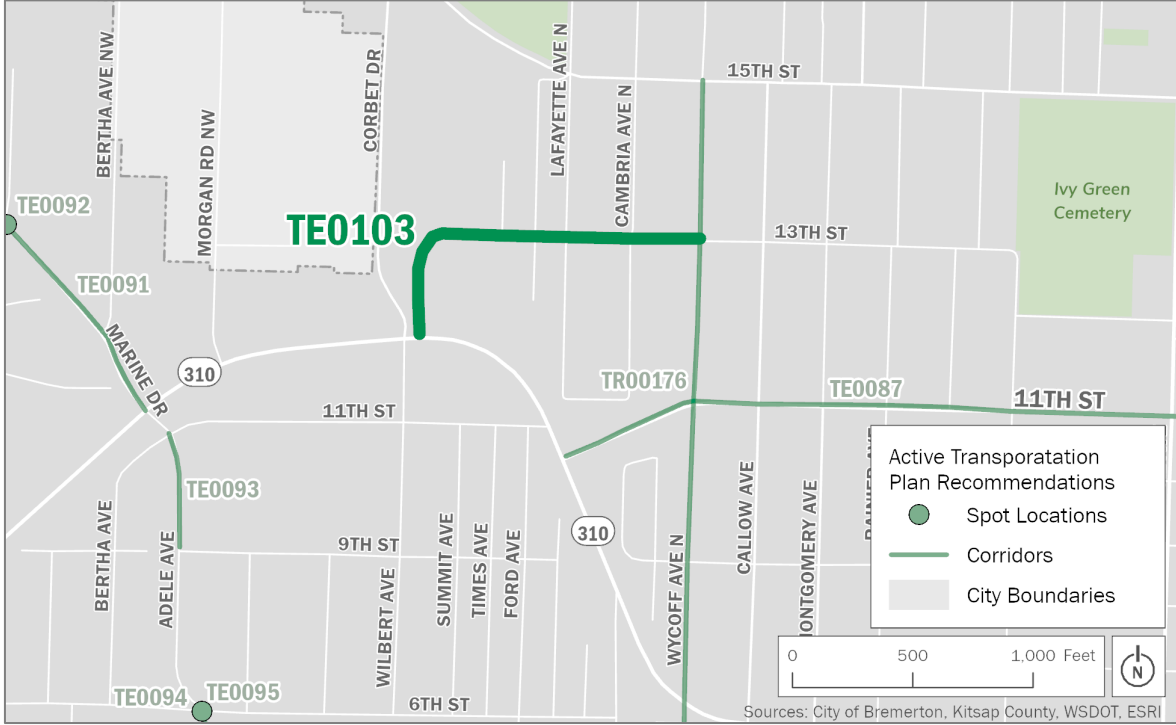 BERTHA AVE NW
MORGAN RD NW
CORBET DR
LAFAYETTE AVE N
CAMBRIA AVE N
15TH ST
Ivy Green
Cemetery
TE0092
TE0103
13TH ST
TE0091
MARINE DR
310
TR00176
TE0087
11TH ST
11TH ST
TE0093
310
BERTHA AVE
ADELE AVE
9TH ST
WILBERT AVE
SUMMIT AVE
TIMES AVE
FORD AVE
WYCOFF AVE N
CALLOW AVE
ONTGOMERY AVE
TE0094
TE0095
6TH ST
Active Transporatation
Plan Recommendations
Spot Locations
Corridors
City Boundaries
0 500 1,000 Feet
N
Sources: City of Bremerton, Kitsap County, WSDOT, ESRI